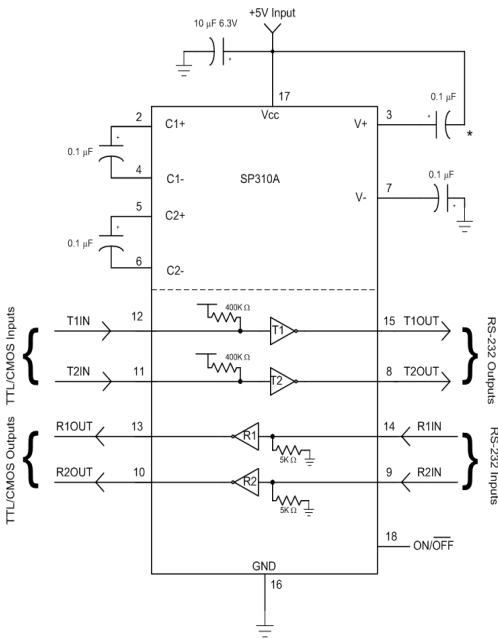 +5V Input
10 μF 6.3V
+
17
Vcc
2
C1+
V+
3
0.1 μF
+
*
+
0.1 μF
4
C1-
SP310A
0.1 μF
5
C2+
7
V-
+
+
0.1 μF
6
C2-
400K Ω
T1IN
12
T1
15
T1OUT
400K Ω
T2IN
11
T2
8
T2OUT
TTL/CMOS Inputs
RS-232 Outputs
R1OUT
13
R1
14
R1IN
5K Ω
R2OUT
10
R2
9
R2IN
5K Ω
TTL/CMOS Outputs
RS-232 Inputs
18
ON/OFF
GND
16